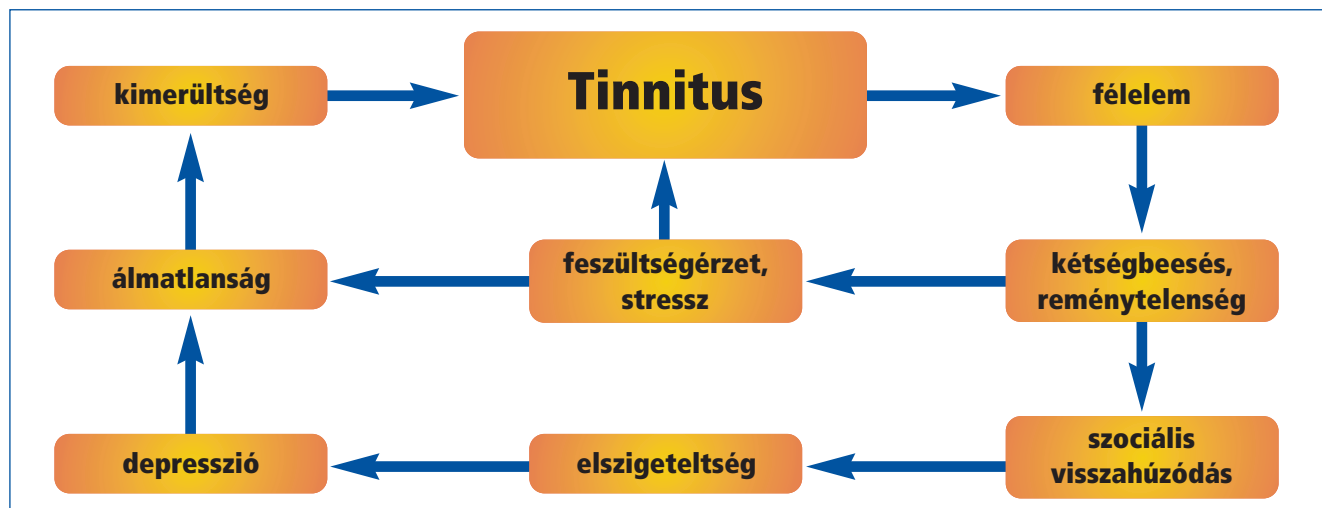 kimerültség
Tinnitus
félelem
álmatlanság
feszültségérzet,
stressz
kétségbeesés,
reménytelenség
depresszió
elszigeteltség
szociális
visszahúzódás